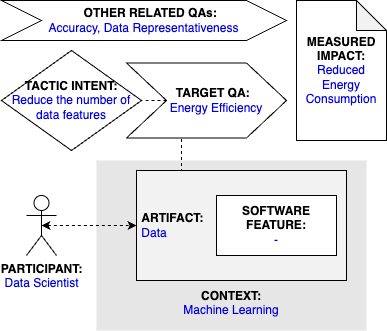 OTHER RELATED QAs:
Accuracy, Data Representativeness
MEASURED
IMPACT:
Reduced
Energy
Consumption
TACTIC INTENT:
Reduce the number of
data features
TARGET QA:
Energy Efficiency
ARTIFACT:
Data
SOFTWARE
FEATURE:
-
PARTICIPANT:
Data Scientist
CONTEXT:
Machine Learning